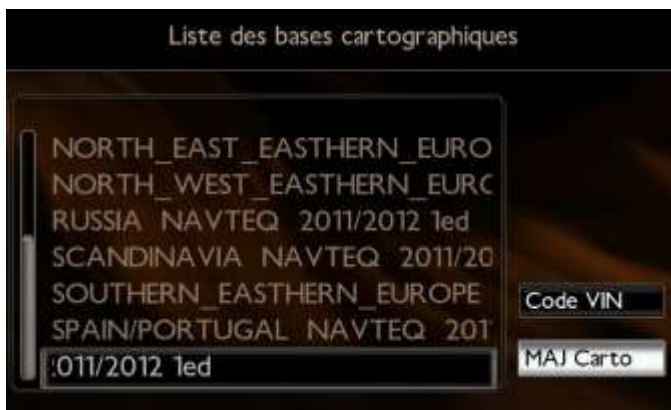 Liste des bases cartographiques
NORTH_EAST_EASTHERN_EURO
NORTH_WEST_EASTHERN_EURC
RUSSIA NAVTEQ 2011/2012 1ed
SCANDINAVIA NAVTEQ 2011/20
SOUTHERN_EASTHERN_EUROPE
SPAIN/PORTUGAL NAVTEQ 201
:011/2012 1ed
Code VIN
MAJ Carto